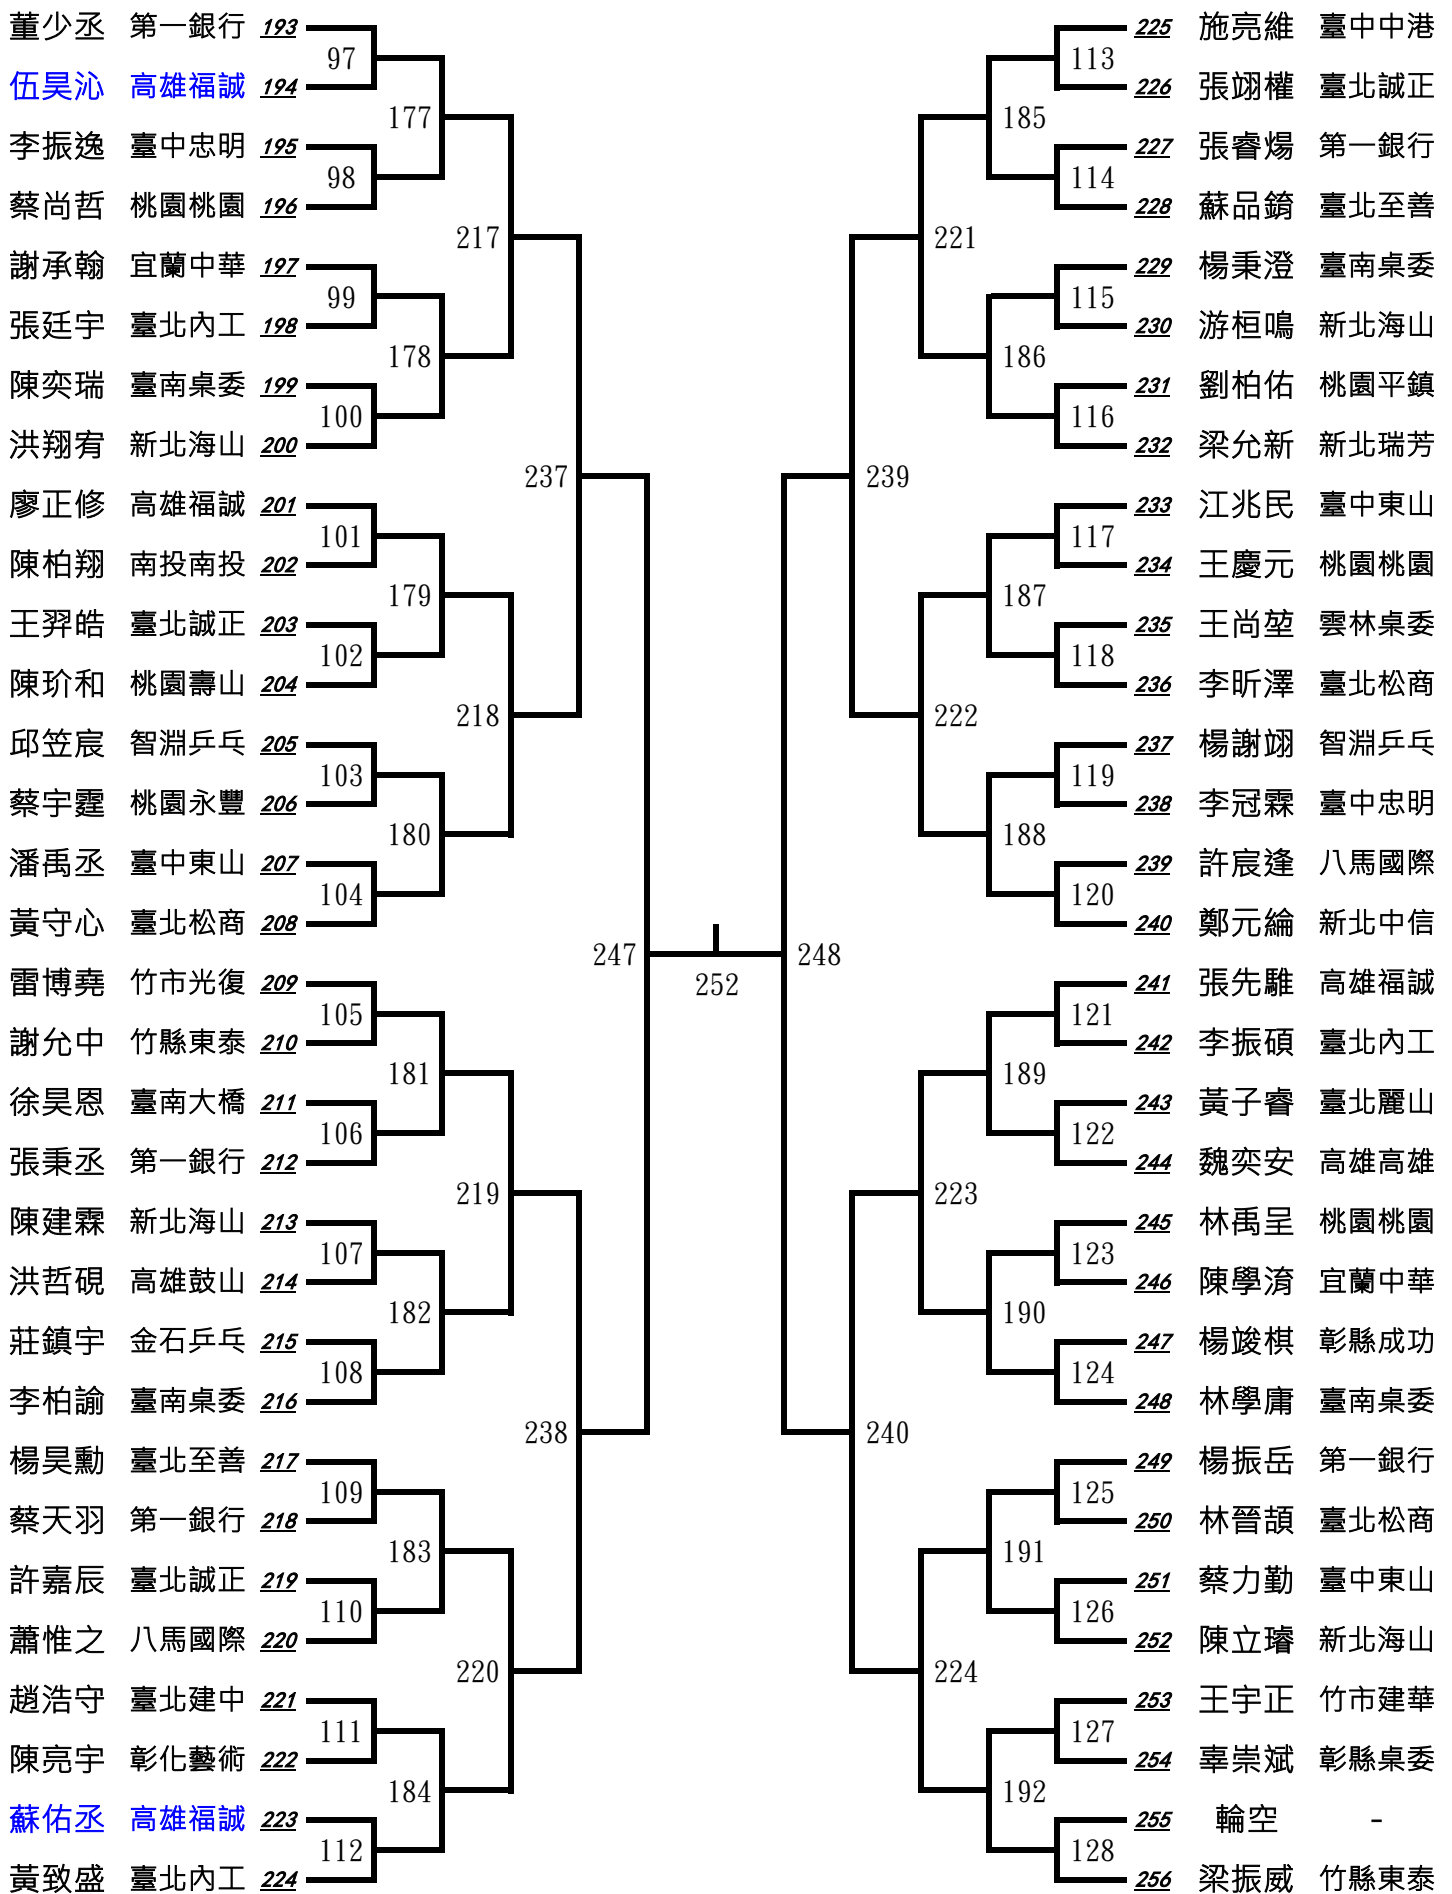 董少丞 第一銀行 193
97
伍昊沁 高雄福誠 194
177
李振逸 臺中忠明 195
98
蔡尚哲 桃園桃園 196
217
謝承翰 宜蘭中華 197
99
張廷宇 臺北內工 198
178
陳奕瑞 臺南桌委 199
100
洪翔宥 新北海山 200
237
廖正修 高雄福誠 201
101
陳柏翔 南投南投 202
179
王羿皓 臺北誠正 203
102
陳玠和 桃園壽山 204
218
邱笠宸 智淵乒乓 205
103
蔡宇霆 桃園永豐 206
180
潘禹丞 臺中東山 207
104
黃守心 臺北松商 208
247
雷博堯 竹市光復 209
105
謝允中 竹縣東泰 210
181
徐昊恩 臺南大橋 211
106
張秉丞 第一銀行 212
219
陳建霖 新北海山 213
107
洪哲硯 高雄鼓山 214
182
莊鎮宇 金石乒乓 215
108
李柏諭 臺南桌委 216
238
楊昊勳 臺北至善 217
109
蔡天羽 第一銀行 218
183
許嘉辰 臺北誠正 219
110
蕭惟之 八馬國際 220
220
趙浩守 臺北建中 221
111
陳亮宇 彰化藝術 222
184
蘇佑丞 高雄福誠 223
112
黃致盛 臺北內工 224
252
225 施亮維 臺中中港
113
226 張翊權 臺北誠正
185
227 張睿煬 第一銀行
114
228 蘇品錥 臺北至善
221
229 楊秉澄 臺南桌委
115
230 游桓鳴 新北海山
186
231 劉柏佑 桃園平鎮
116
232 梁允新 新北瑞芳
239
233 江兆民 臺中東山
117
234 王慶元 桃園桃園
187
235 王尚堃 雲林桌委
118
236 李昕澤 臺北松商
222
237 楊謝翊 智淵乒乓
119
238 李冠霖 臺中忠明
188
239 許宸逢 八馬國際
120
240 鄭元綸 新北中信
248
241 張先騅 高雄福誠
121
242 李振碩 臺北內工
189
243 黃子睿 臺北麗山
122
244 魏奕安 高雄高雄
223
245 林禹呈 桃園桃園
123
246 陳學淯 宜蘭中華
190
247 楊竣棋 彰縣成功
124
248 林學庸 臺南桌委
240
249 楊振岳 第一銀行
125
250 林晉頡 臺北松商
191
251 蔡力勤 臺中東山
126
252 陳立璿 新北海山
224
253 王宇正 竹市建華
127
254 辜崇斌 彰縣桌委
192
255 輪空 -
128
256 梁振威 竹縣東泰